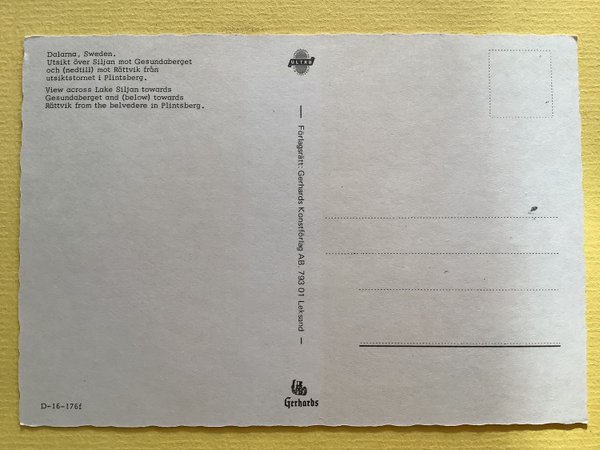 Dalarna, Sweden.
Utsikt över Siljan mot Gesundaberget
och (nedtill) mot Rättvik från
utsiktstornet i Plintsberg.
View across Lake Siljan towards
Gesundaberget and (below) towards
Rättvik from the belvedere in Plintsberg.
ULTRA
— Förlagsrätt: Gerhards Konstförlag AB. 793 01 Leksand —
Gerhards
D-16-176f